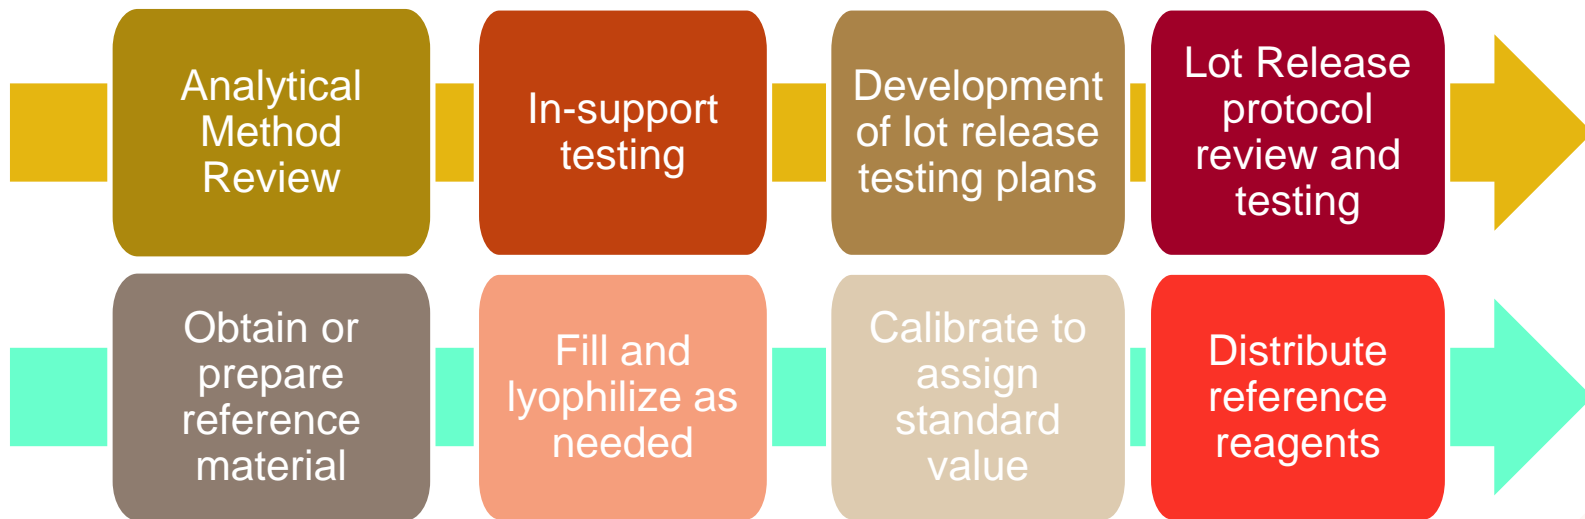 Analytical
Method
Review
In-support
testing
Development
of lot release
testing plans
Lot Release
protocol
review and
testing
Obtain or
prepare
reference
material
Fill and
lyophilize as
needed
Calibrate to
assign
standard
value
Distribute
reference
reagents